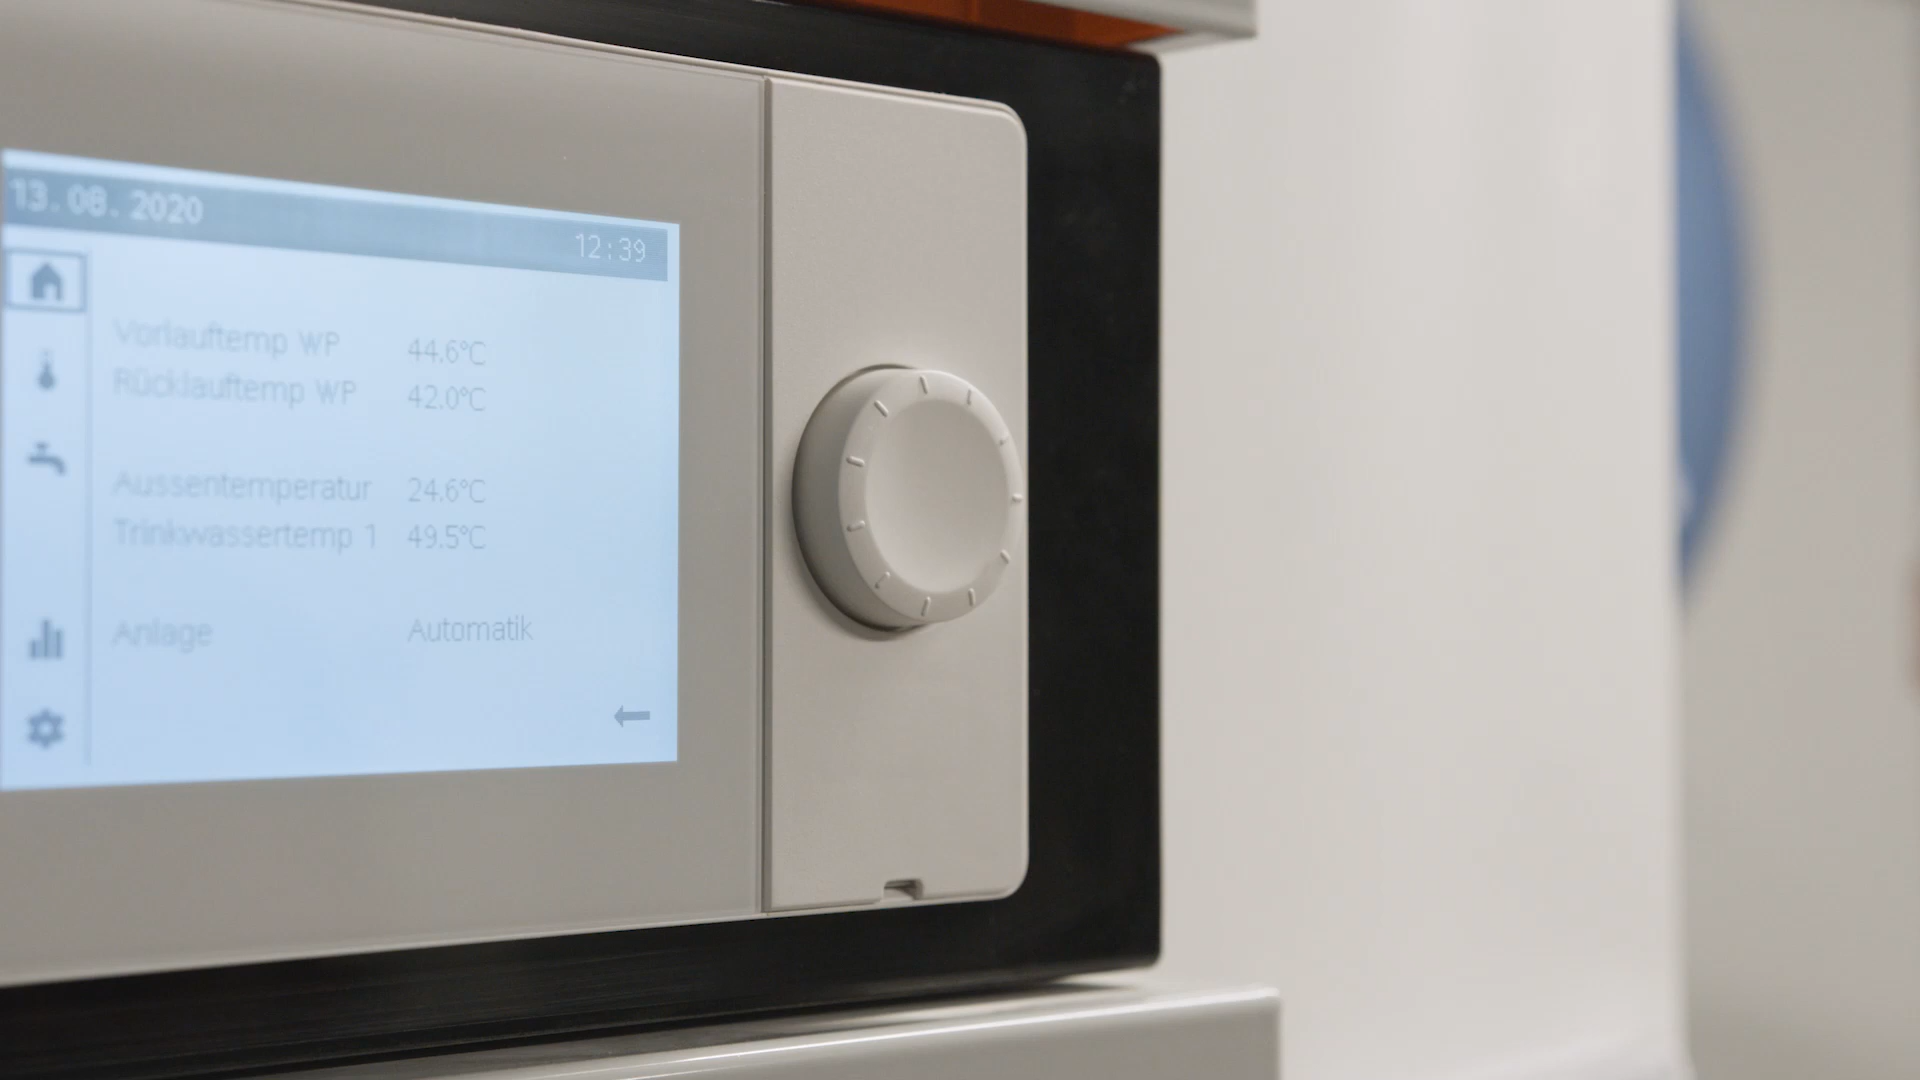 13.08.2020
12:39
Vorlauftemp WP 44.6°C
Rücklauftemp WP 42.0°C
Aussentemperatur 24.6°C
Trinkwassertemp 1 49.5°C
Anlage Automatik